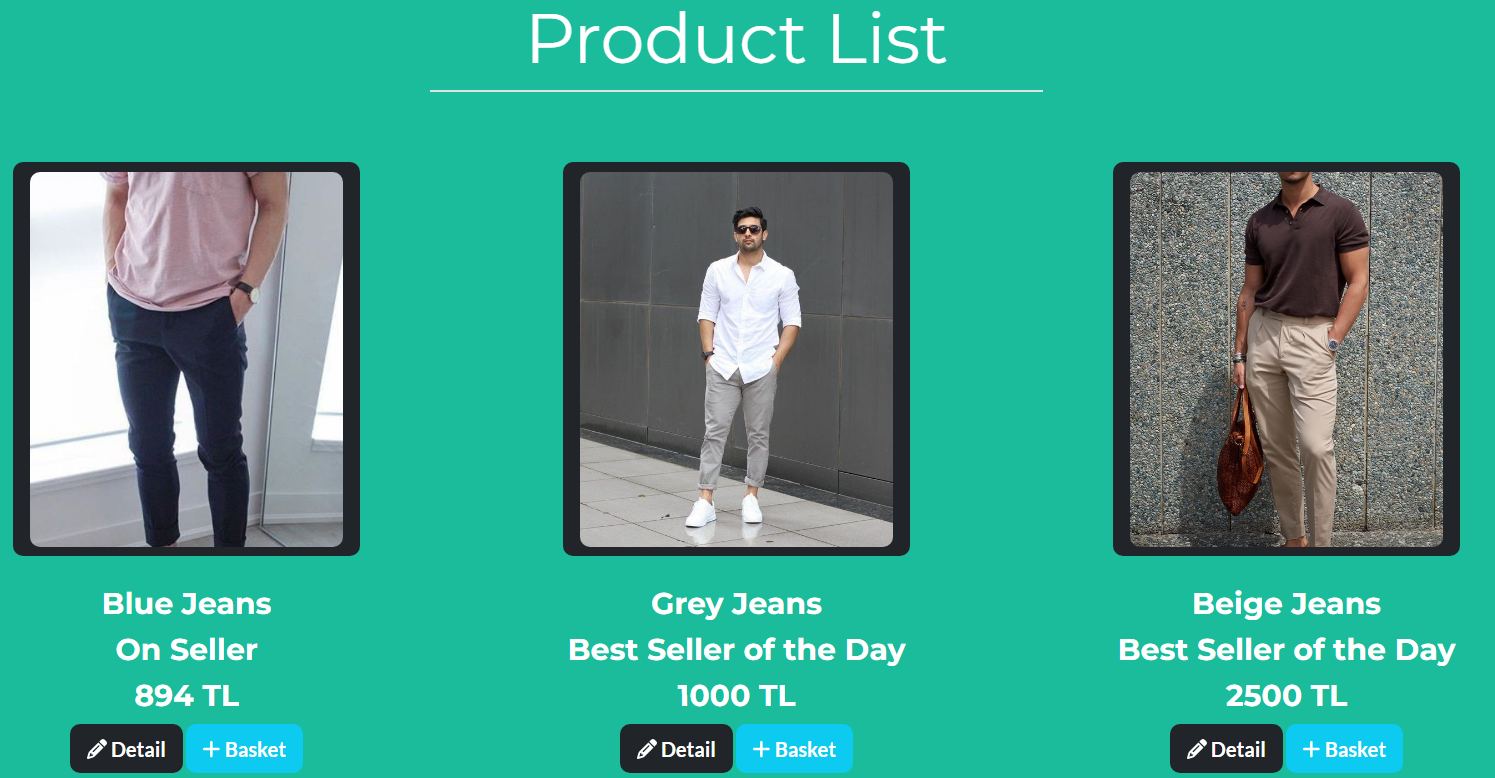 Product List
Blue Jeans
On Seller
894 TL
Detail
Basket
Grey Jeans
Best Seller of the Day
1000 TL
Detail
Basket
Beige Jeans
Best Seller of the Day
2500 TL
Detail
Basket